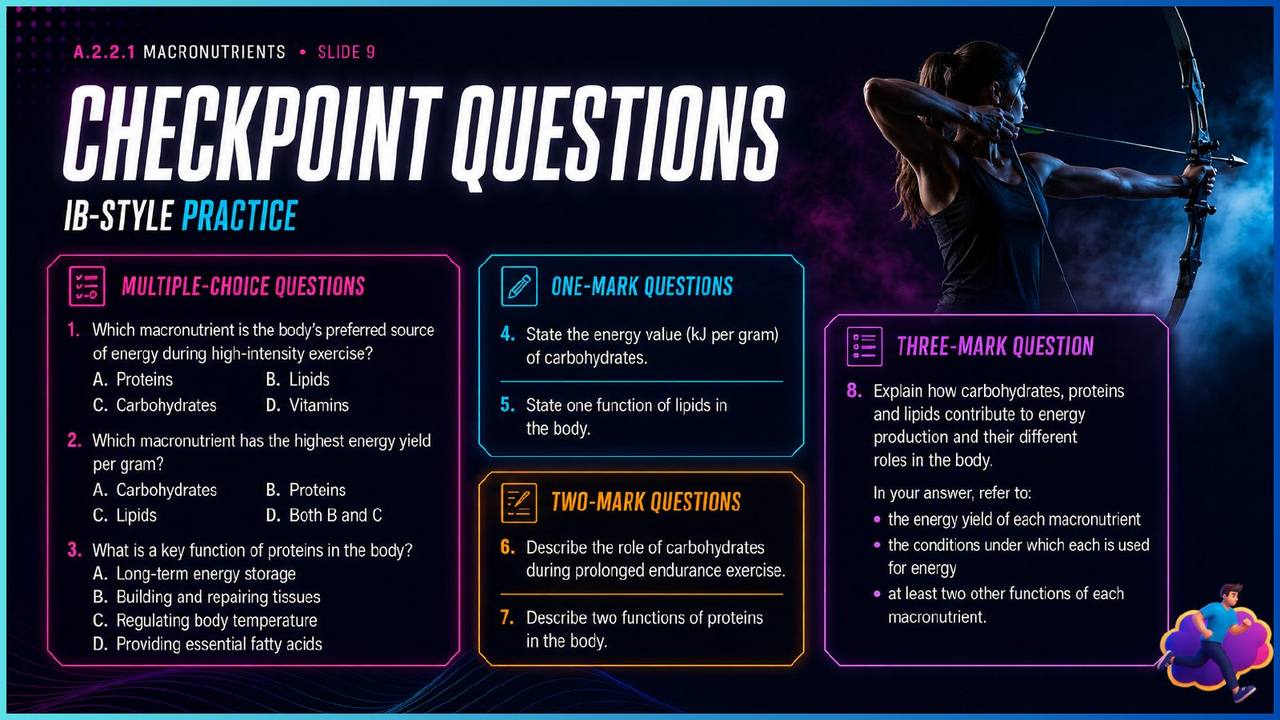 A.2.2.1 MACRONUTRIENTS • SLIDE 9
CHECKPOINT QUESTIONS
IB-STYLE PRACTICE
MULTIPLE-CHOICE QUESTIONS
1. Which macronutrient is the body's preferred source
of energy during high-intensity exercise?
A. Proteins B. Lipids
C. Carbohydrates D. Vitamins
2. Which macronutrient has the highest energy yield
per gram?
A. Carbohydrates B. Proteins
C. Lipids D. Both B and C
3. What is a key function of proteins in the body?
A. Long-term energy storage
B. Building and repairing tissues
C. Regulating body temperature
D. Providing essential fatty acids
ONE-MARK QUESTIONS
4. State the energy value (kJ per gram)
of carbohydrates.
5. State one function of lipids in
the body.
TWO-MARK QUESTIONS
6. Describe the role of carbohydrates
during prolonged endurance exercise.
7. Describe two functions of proteins
in the body.
THREE-MARK QUESTION
8. Explain how carbohydrates, proteins
and lipids contribute to energy
production and their different
roles in the body.
In your answer, refer to:
• the energy yield of each macronutrient
• the conditions under which each is used
for energy
• at least two other functions of each
macronutrient.